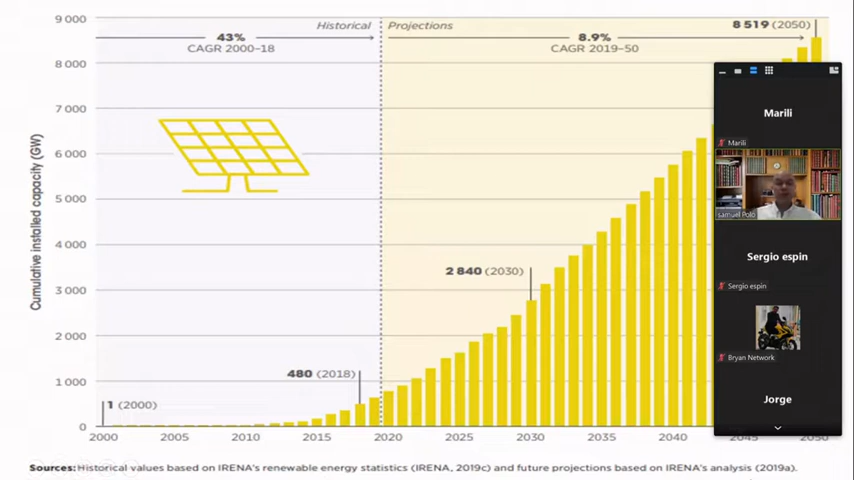 9 000
Historical
Projections
8 519 (2050)
43%
8.9%
CAGR 2000-18
CAGR 2019-50
8 000
7 000
6 000
5 000
4 000
3 000
2 000
1 000
0
Cumulative installed capacity (GW)
2 840 (2030)
480 (2018)
1 (2000)
2000
2005
2010
2015
2020
2025
2030
2035
2040
2045
2050
Marili
Marili
samuel Polo
Sergio espin
Sergio espin
Bryan Network
Jorge
Sources: Historical values based on IRENA's renewable energy statistics (IRENA, 2019c) and future projections based on IRENA's analysis (2019a).